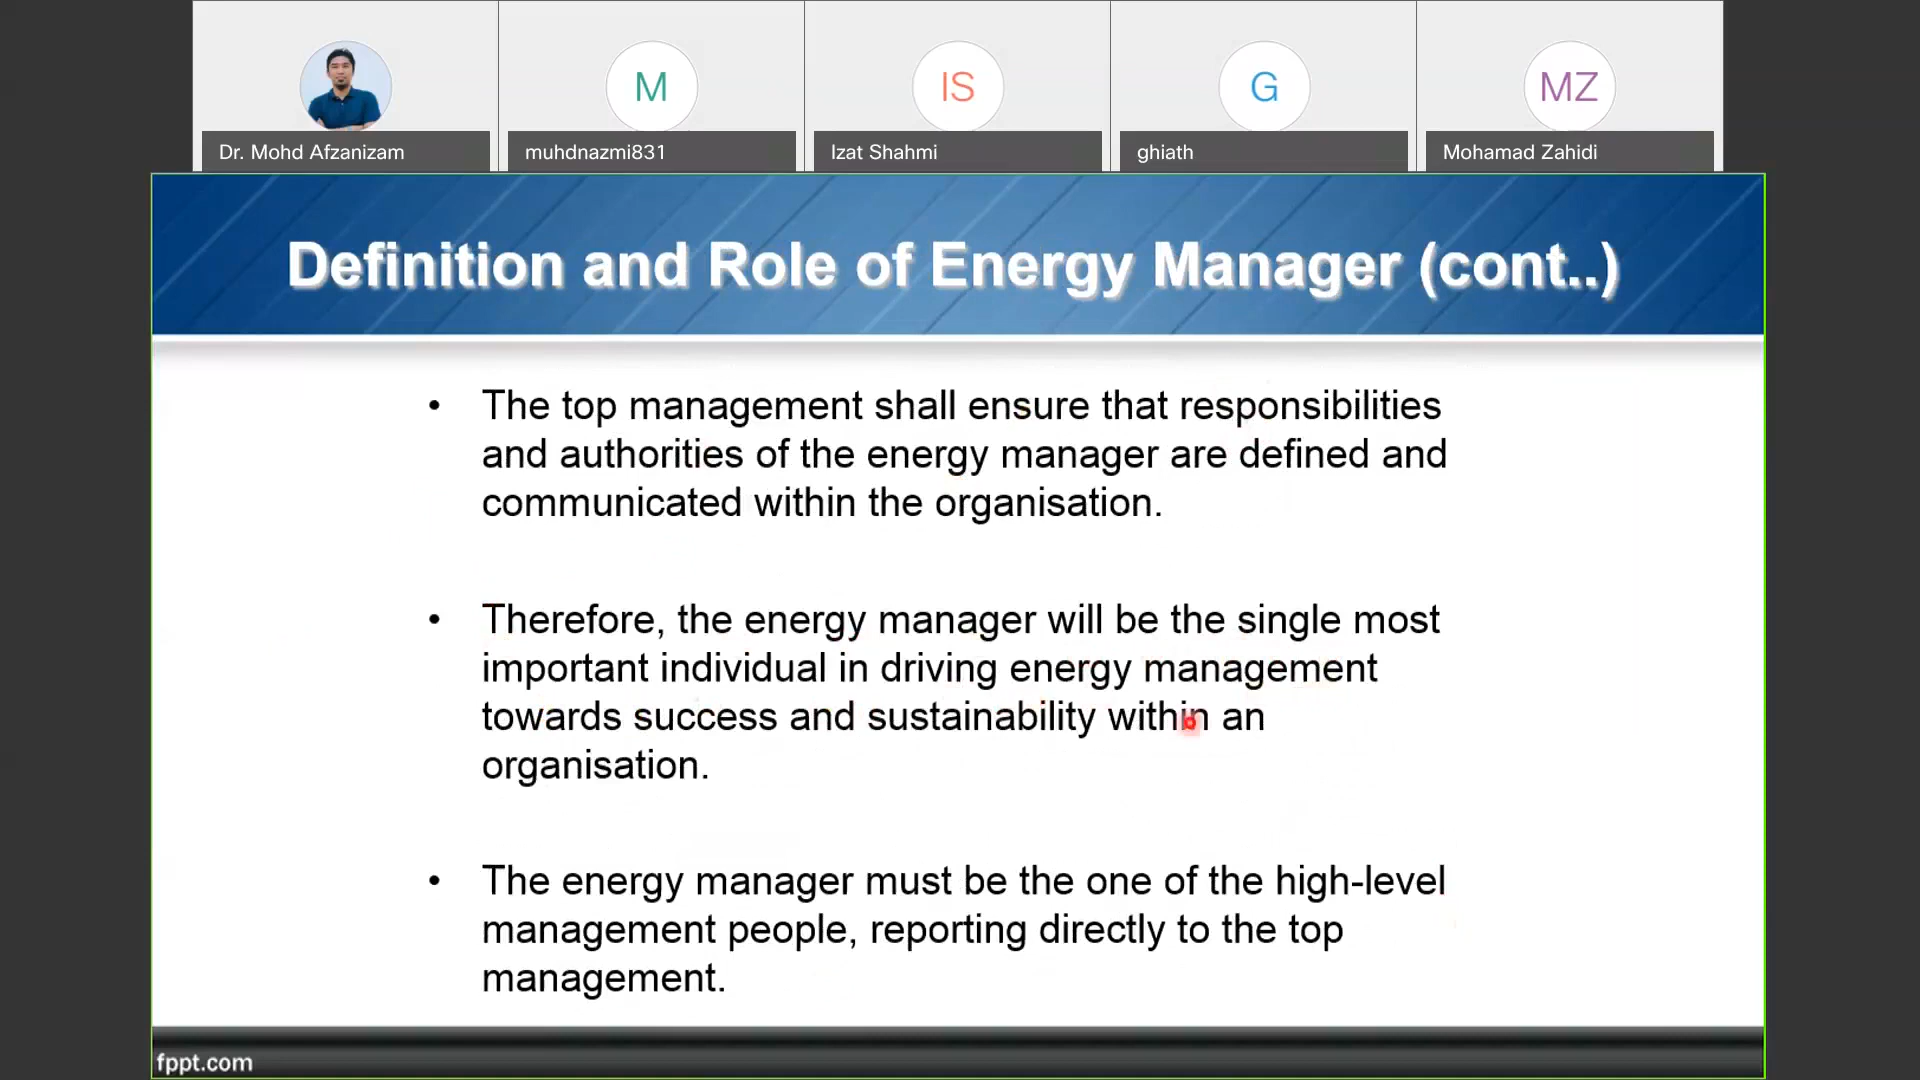 M
IS
G
MZ
Dr. Mohd Afzanizam
muhdnazmi831
Izat Shahmi
ghiath
Mohamad Zahidi
Definition and Role of Energy Manager (cont..)
• The top management shall ensure that responsibilities
and authorities of the energy manager are defined and
communicated within the organisation.
• Therefore, the energy manager will be the single most
important individual in driving energy management
towards success and sustainability within an
organisation.
• The energy manager must be the one of the high-level
management people, reporting directly to the top
management.
fppt.com